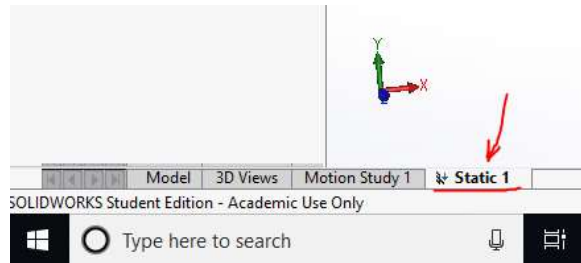 Y
X
Model 3D Views Motion Study 1 Static 1
SOLIDWORKS Student Edition - Academic Use Only
Type here to search